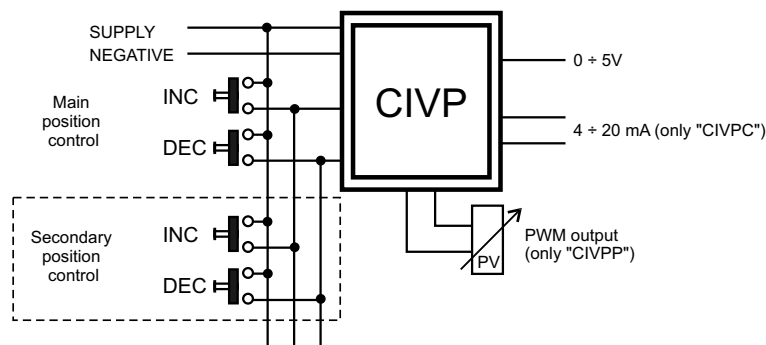 SUPPLY
NEGATIVE
Main
position
control
INC
DEC
CIVP
0 ÷ 5V
4 ÷ 20 mA (only "CIVPC")
Secondary
position
control
INC
DEC
PV
PWM output
(only "CIVPP")